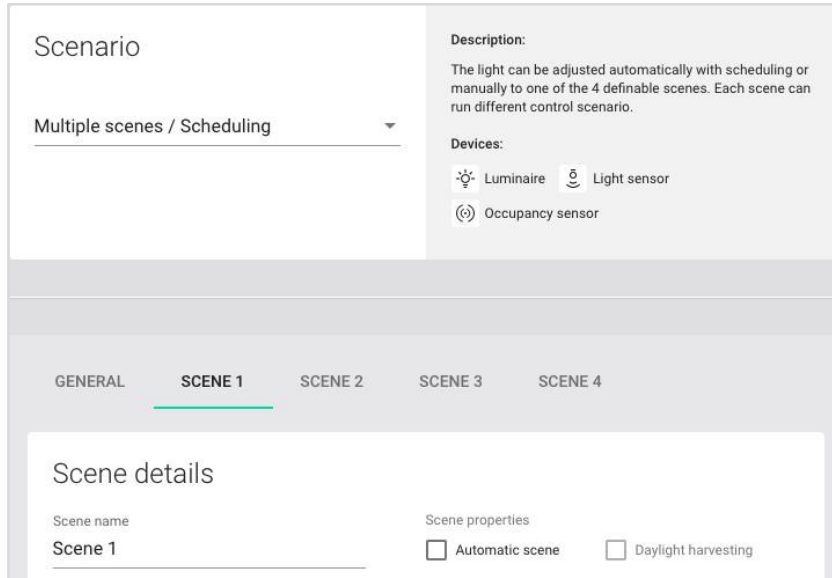 Scenario
Multiple scenes / Scheduling
Description:
The light can be adjusted automatically with scheduling or
manually to one of the 4 definable scenes. Each scene can
run different control scenario.
Devices:
Luminaire Light sensor
Occupancy sensor
GENERAL SCENE 1 SCENE 2 SCENE 3 SCENE 4
Scene details
Scene name
Scene 1
Scene properties
Automatic scene Daylight harvesting